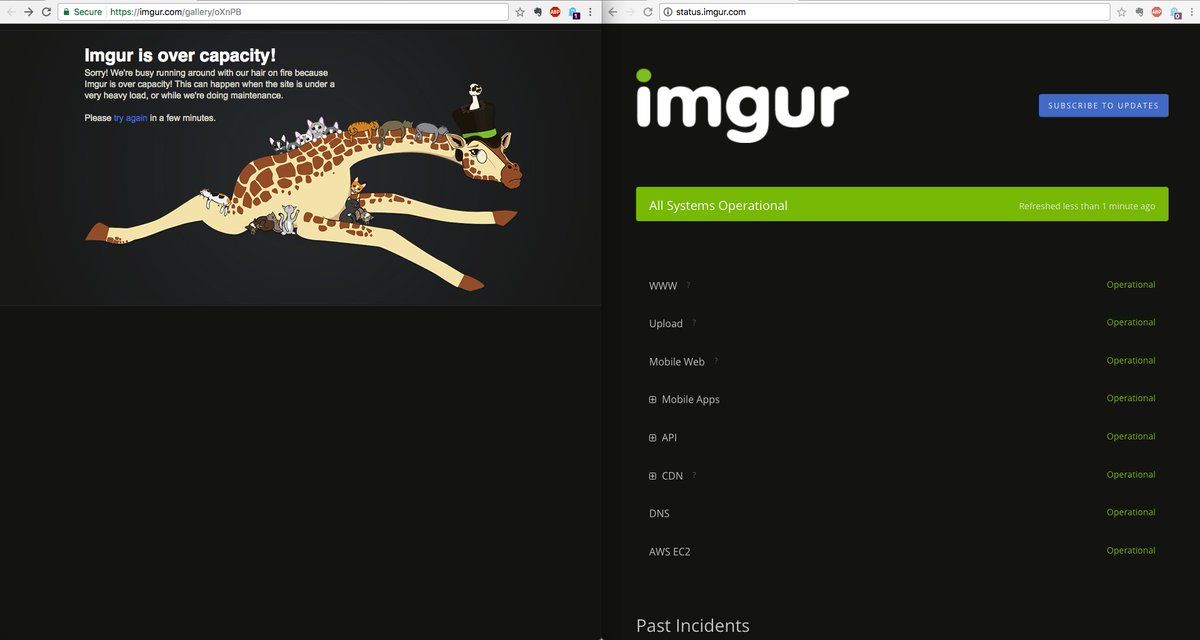 Secure https://imgur.com/gallery/oXnPB
ABP
1
Imgur is over capacity!
Sorry! We're busy running around with our hair on fire because
Imgur is over capacity! This can happen when the site is under a
very heavy load, or while we're doing maintenance.
Please try again in a few minutes.
status.imgur.com
ABP
0
imgur
SUBSCRIBE TO UPDATES
All Systems Operational Refreshed less than 1 minute ago
WWW ? Operational
Upload ? Operational
Mobile Web ? Operational
Mobile Apps Operational
API Operational
CDN ? Operational
DNS Operational
AWS EC2 Operational
Past Incidents